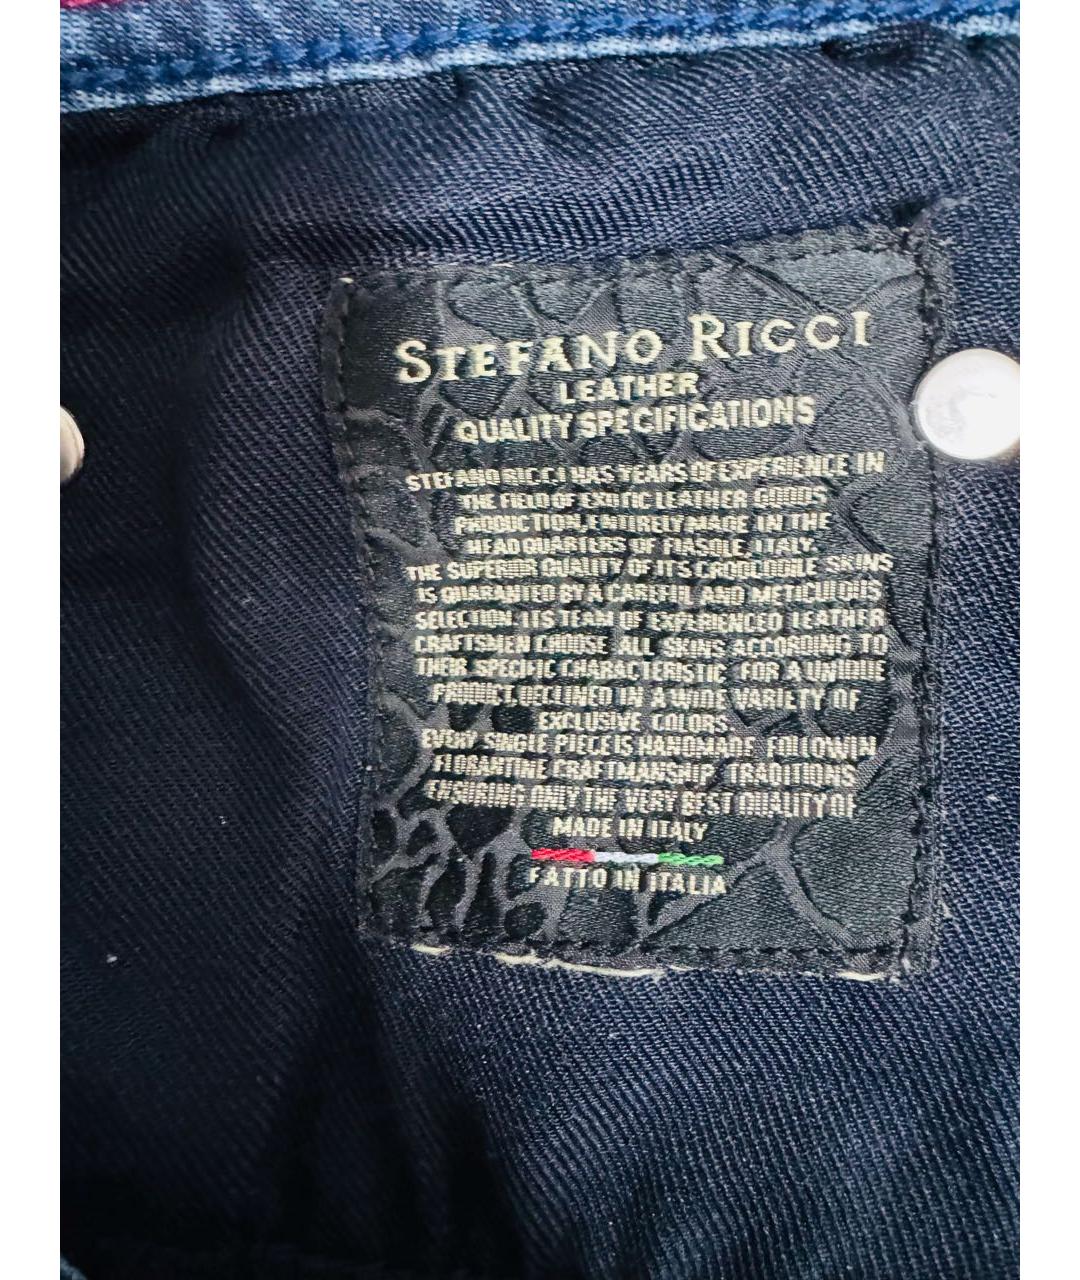 STEFANO RICCI
LEATHER
QUALITY SPECIFICATIONS
STEFANO RICCI HAS YEARS OF EXPERIENCE IN
THE FIELD OF EXOTIC LEATHER GOODS
PRODUCTION, ENTIRELY MADE IN THE
HEADQUARTERS OF FIASOLE, ITALY.
THE SUPERIOR QUALITY OF ITS CROCCDOILE SKINS
IS GUARANTED BY A CAREFUL AND METICULOUS
SELECTION. ITS TEAM OF EXPERIENCED LEATHER
CRAFTSMEN CHOOSE ALL SKINS ACCORDING TO
THEIR SPECIFIC CHARACTERISTIC FOR A UNIQUE
PRODUCT, DECLINED IN A WIDE VARIETY OF
EXCLUSIVE COLORS.
EVERY SINGLE PIECE IS HANDMADE FOLLOWIN
FLORANTINE CRAFTMANSHIP TRADITIONS
ENSURING ONLY THE VERY BEST QUALITY OF
MADE IN ITALY
FATTO IN ITALIA